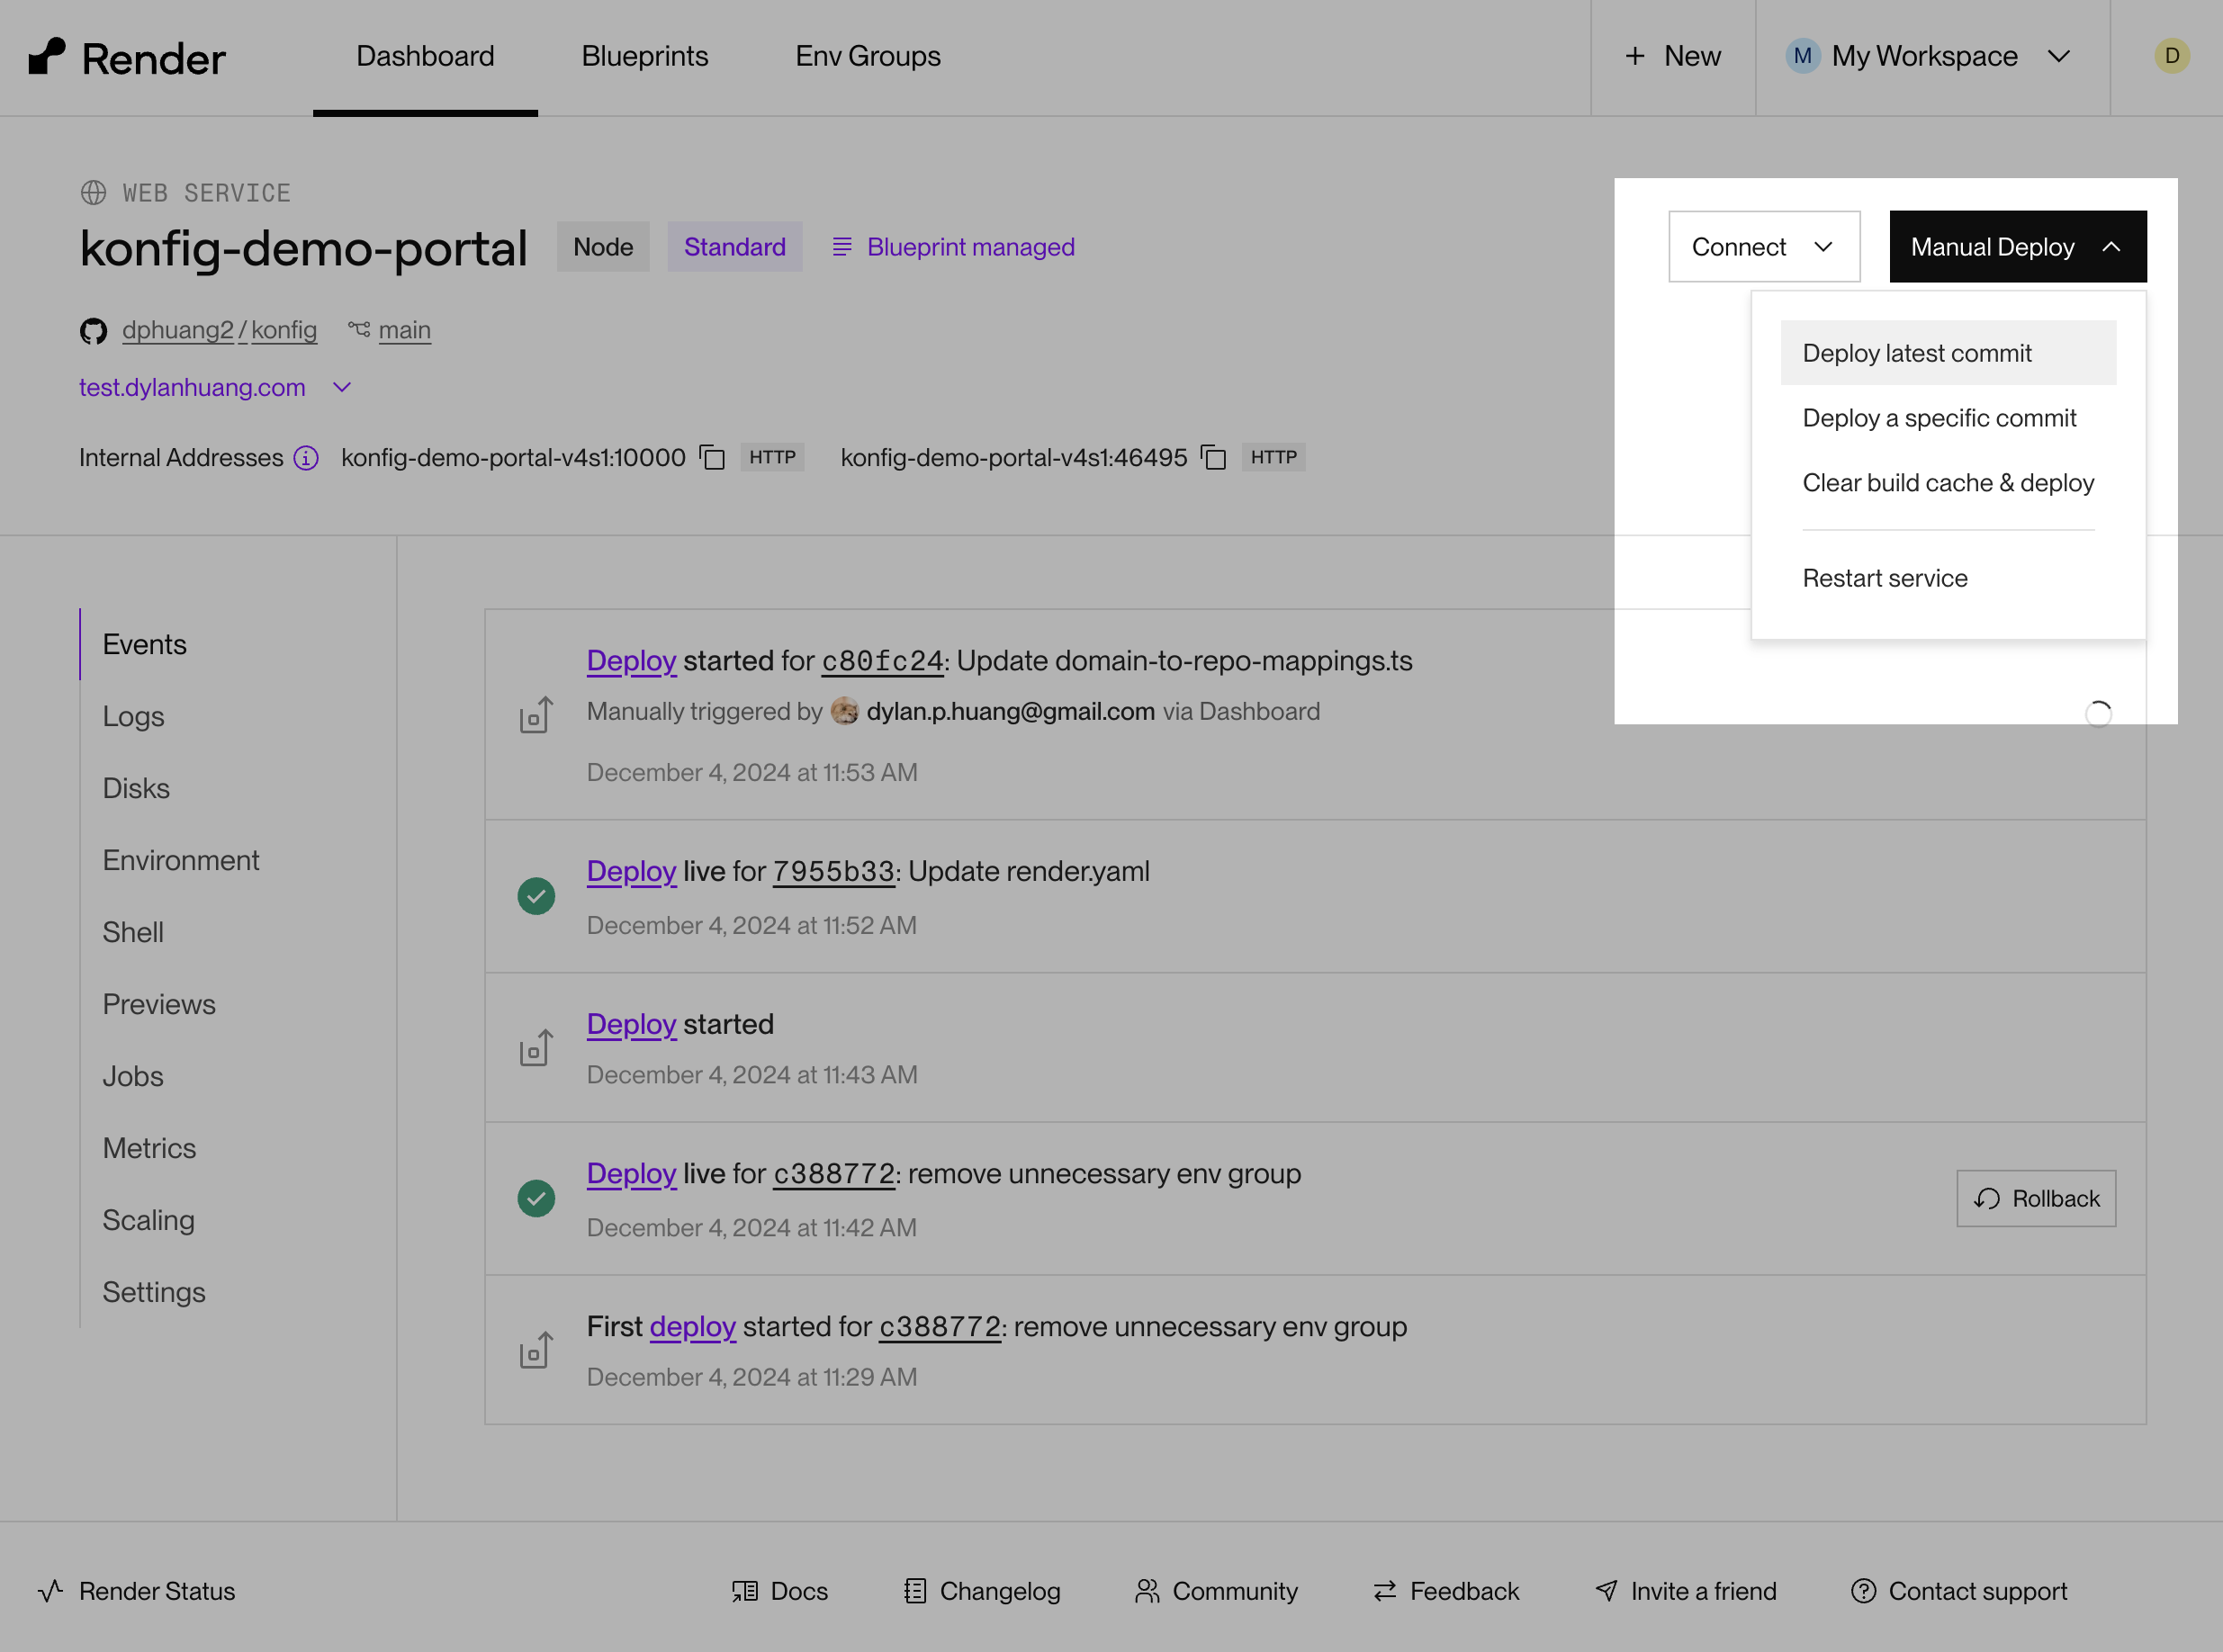 Render Dashboard Blueprints Env Groups + New M My Workspace D
WEB SERVICE
konfig-demo-portal Node Standard Blueprint managed Connect Manual Deploy
dphuang2/konfig main
test.dylanhuang.com
Internal Addresses konfig-demo-portal-v4s1:10000 HTTP konfig-demo-portal-v4s1:46495 HTTP
Deploy latest commit
Deploy a specific commit
Clear build cache & deploy
Restart service
Events
Logs
Disks
Environment
Shell
Previews
Jobs
Metrics
Scaling
Settings
Deploy started for c80fc24: Update domain-to-repo-mappings.ts
Manually triggered by dylan.p.huang@gmail.com via Dashboard
December 4, 2024 at 11:53 AM
Deploy live for 7955b33: Update render.yaml
December 4, 2024 at 11:52 AM
Deploy started
December 4, 2024 at 11:43 AM
Deploy live for c388772: remove unnecessary env group
December 4, 2024 at 11:42 AM
Rollback
First deploy started for c388772: remove unnecessary env group
December 4, 2024 at 11:29 AM
Render Status Docs Changelog Community Feedback Invite a friend Contact support